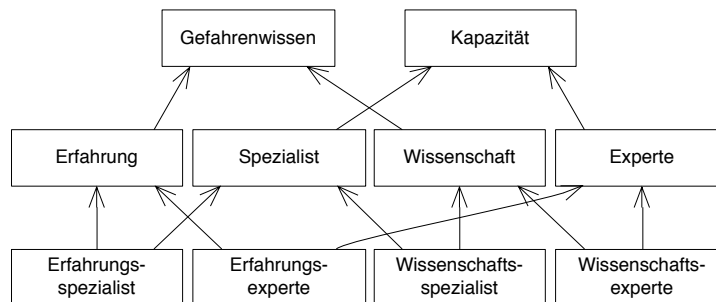 Gefahrenwissen
Kapazität
Erfahrung
Spezialist
Wissenschaft
Experte
Erfahrungs-
spezialist
Erfahrungs-
experte
Wissenschafts-
spezialist
Wissenschafts-
experte